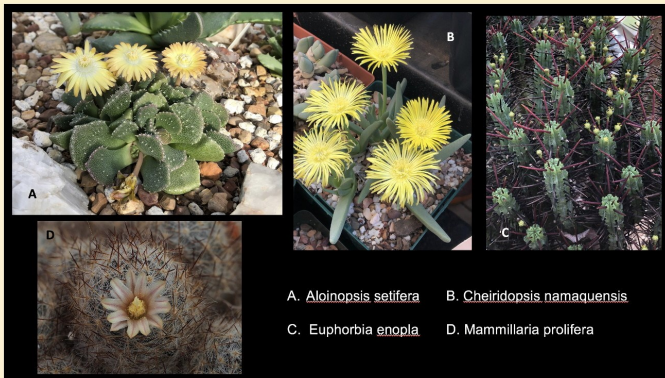 A
B
C
D
A. Aloinopsis setifera B. Cheiridopsis namaquensis
C. Euphorbia enopla D. Mammillaria prolifera